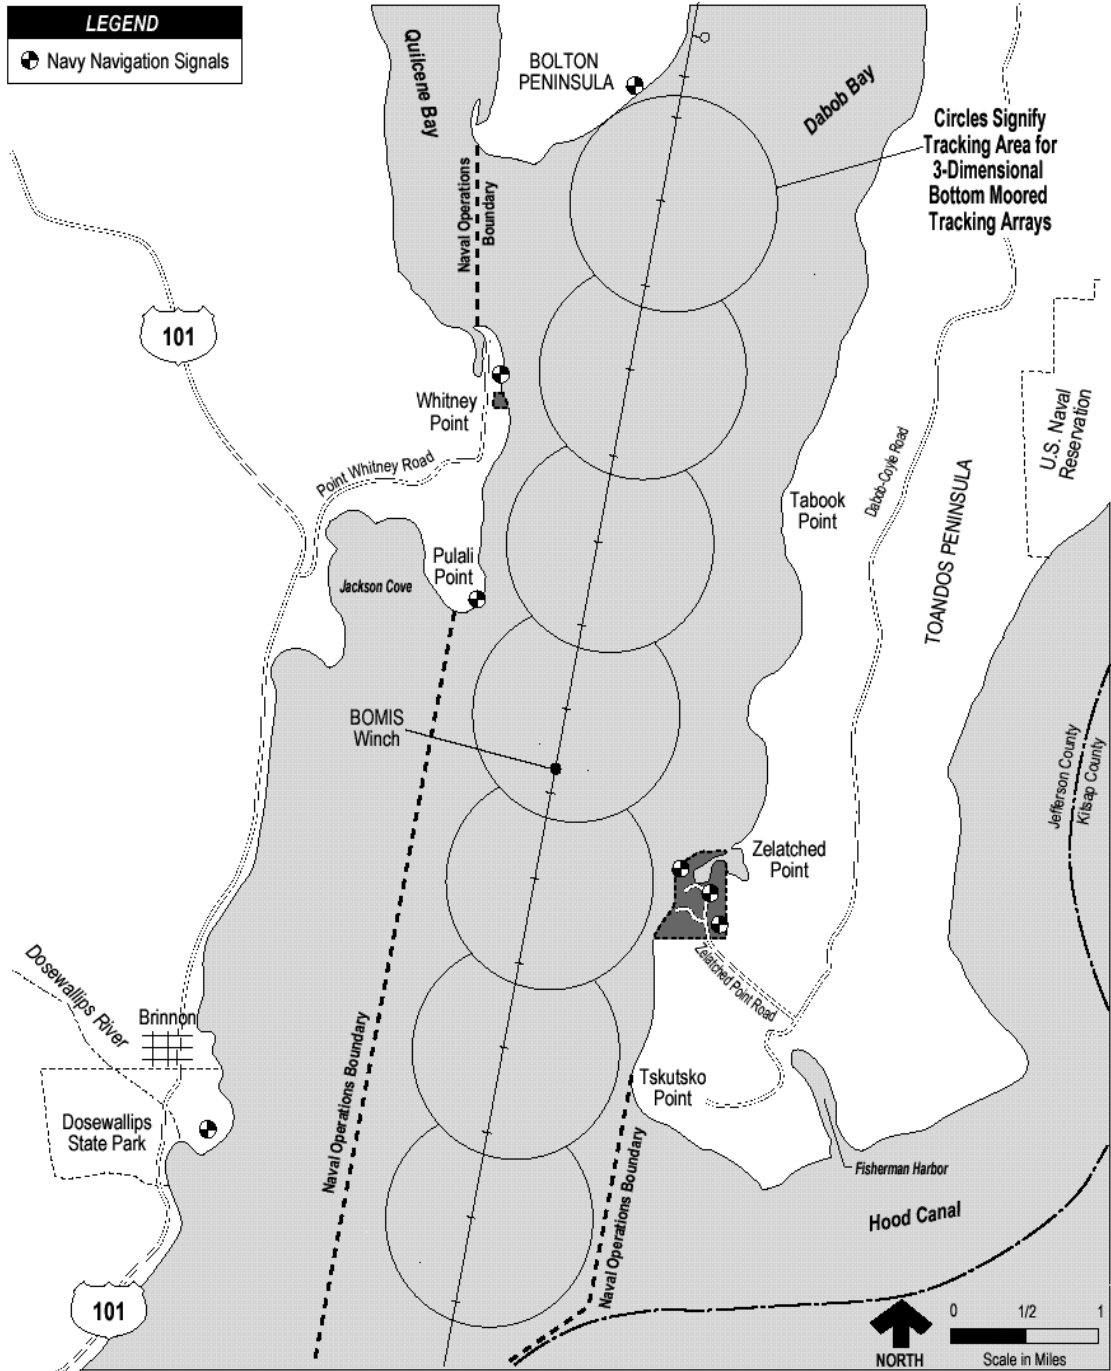 LEGEND
Navy Navigation Signals
Quilcene Bay
BOLTON
PENINSULA
Dabob Bay
Circles Signify
Tracking Area for
3-Dimensional
Bottom Moored
Tracking Arrays
Naval Operations
Boundary
101
Whitney
Point
Point Whitney Road
U.S. Naval
Reservation
Dabob-Coyle Road
Tabook
Point
TOANDOS PENINSULA
Pulali
Point
Jackson Cove
BOMIS
Winch
Jefferson County
Kitsap County
Zelatched
Point
Zelatched Point Road
Dosewallips River
Brinnon
Naval Operations Boundary
Tskutsko
Point
Dosewallips
State Park
Naval Operations Boundary
Fisherman Harbor
Hood Canal
101
NORTH
0 1/2 1
Scale in Miles